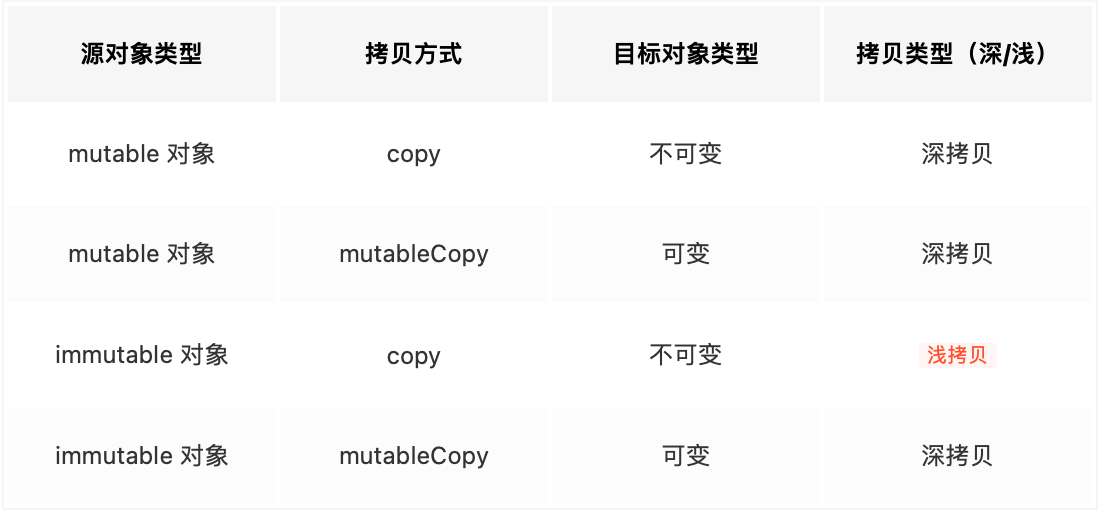 源对象类型 拷贝方式 目标对象类型 拷贝类型（深/浅）
mutable 对象 copy 不可变 深拷贝
mutable 对象 mutableCopy 可变 深拷贝
immutable 对象 copy 不可变 浅拷贝
immutable 对象 mutableCopy 可变 深拷贝